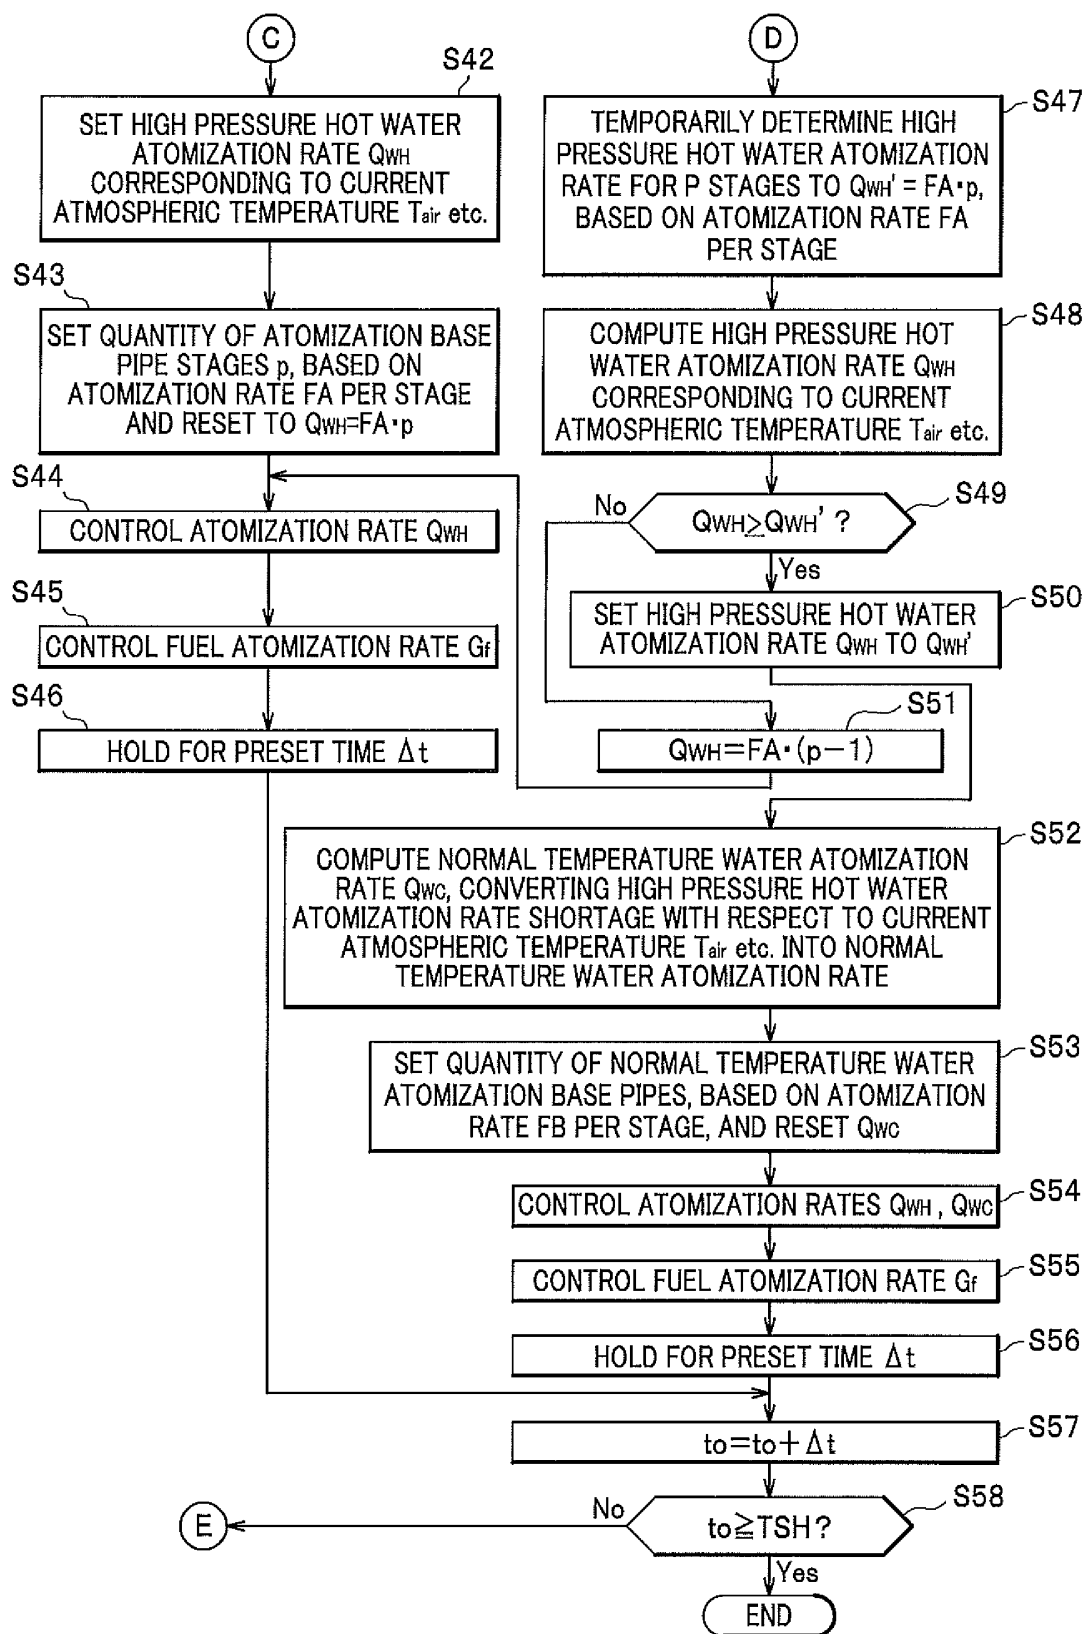 C
S42
SET HIGH PRESSURE HOT WATER
ATOMIZATION RATE QWH
CORRESPONDING TO CURRENT
ATMOSPHERIC TEMPERATURE Tair etc.
S43
SET QUANTITY OF ATOMIZATION BASE
PIPE STAGES p, BASED ON
ATOMIZATION RATE FA PER STAGE
AND RESET TO QWH=FA·p
S44
CONTROL ATOMIZATION RATE QWH
S45
CONTROL FUEL ATOMIZATION RATE Gf
S46
HOLD FOR PRESET TIME Δt
D
S47
TEMPORARILY DETERMINE HIGH
PRESSURE HOT WATER ATOMIZATION
RATE FOR P STAGES TO QWH' = FA·p,
BASED ON ATOMIZATION RATE FA
PER STAGE
S48
COMPUTE HIGH PRESSURE HOT
WATER ATOMIZATION RATE QWH
CORRESPONDING TO CURRENT
ATMOSPHERIC TEMPERATURE Tair etc.
S49
No
QWH≥QWH' ?
Yes
S50
SET HIGH PRESSURE HOT WATER
ATOMIZATION RATE QWH TO QWH'
S51
QWH=FA·(p−1)
S52
COMPUTE NORMAL TEMPERATURE WATER ATOMIZATION
RATE QWC, CONVERTING HIGH PRESSURE HOT WATER
ATOMIZATION RATE SHORTAGE WITH RESPECT TO CURRENT
ATMOSPHERIC TEMPERATURE Tair etc. INTO NORMAL
TEMPERATURE WATER ATOMIZATION RATE
S53
SET QUANTITY OF NORMAL TEMPERATURE WATER
ATOMIZATION BASE PIPES, BASED ON ATOMIZATION
RATE FB PER STAGE, AND RESET QWC
S54
CONTROL ATOMIZATION RATES QWH , QWC
S55
CONTROL FUEL ATOMIZATION RATE Gf
S56
HOLD FOR PRESET TIME Δt
S57
to=to+Δt
S58
No
to≧TSH?
E
Yes
END